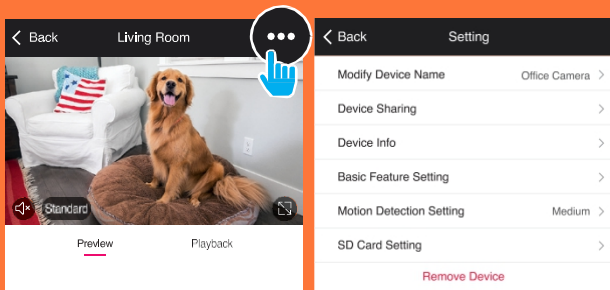 Back
Living Room
Standard
Preview
Playback
Back
Setting
Modify Device Name
Office Camera
Device Sharing
Device Info
Basic Feature Setting
Motion Detection Setting
Medium
SD Card Setting
Remove Device